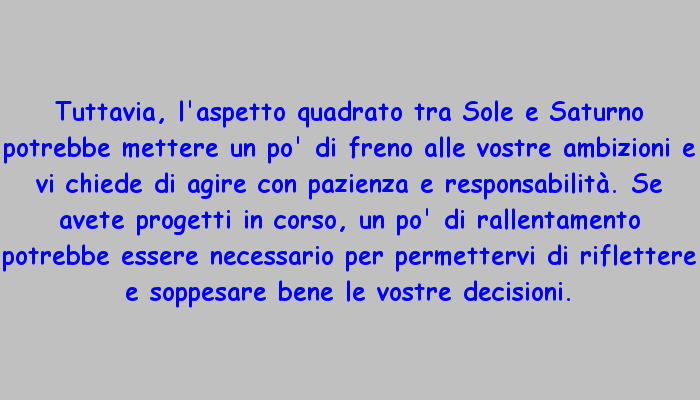 Tuttavia, l'aspetto quadrato tra Sole e Saturno
potrebbe mettere un po' di freno alle vostre ambizioni e
vi chiede di agire con pazienza e responsabilità. Se
avete progetti in corso, un po' di rallentamento
potrebbe essere necessario per permettervi di riflettere
e soppesare bene le vostre decisioni.